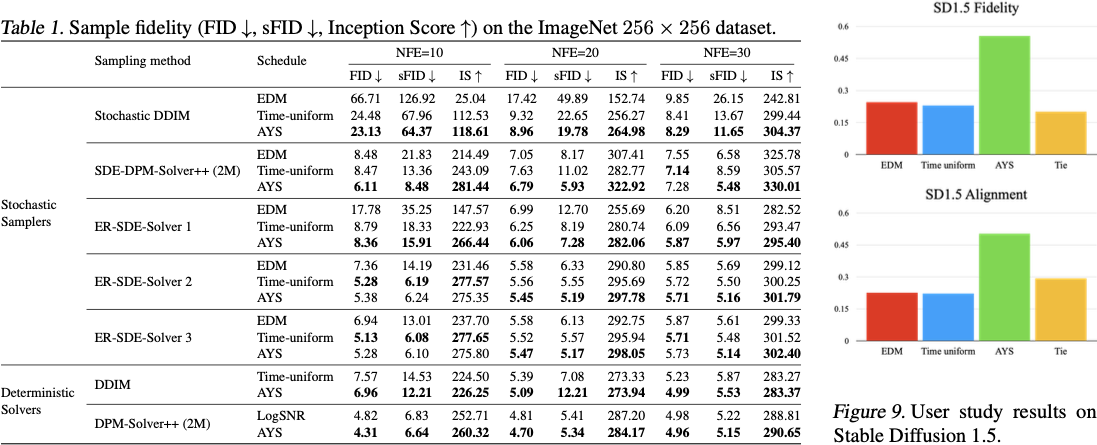 Table 1. Sample fidelity (FID ↓, sFID ↓, Inception Score ↑) on the ImageNet 256 × 256 dataset.
Sampling method Schedule NFE=10 NFE=20 NFE=30
FID ↓ sFID ↓ IS ↑ FID ↓ sFID ↓ IS ↑ FID ↓ sFID ↓ IS ↑
Stochastic Samplers
Stochastic DDIM
EDM 66.71 126.92 25.04 17.42 49.89 152.74 9.85 26.15 242.81
Time-uniform 24.48 67.96 112.53 9.32 22.65 256.27 8.41 13.67 299.44
AYS 23.13 64.37 118.61 8.96 19.78 264.98 8.29 11.65 304.37
SDE-DPM-Solver++ (2M)
EDM 8.48 21.83 214.49 7.05 8.17 307.41 7.55 6.58 325.78
Time-uniform 8.47 13.36 243.09 7.63 11.02 282.77 7.14 8.59 305.57
AYS 6.11 8.48 281.44 6.79 5.93 322.92 7.28 5.48 330.01
ER-SDE-Solver 1
EDM 17.78 35.25 147.57 6.99 12.70 255.69 6.20 8.51 282.52
Time-uniform 8.79 18.33 222.93 6.25 8.19 280.74 6.09 6.56 293.47
AYS 8.36 15.91 266.44 6.06 7.28 282.06 5.87 5.97 295.40
ER-SDE-Solver 2
EDM 7.36 14.19 231.46 5.58 6.33 290.80 5.85 5.69 299.12
Time-uniform 5.28 6.19 277.57 5.56 5.55 295.69 5.72 5.50 300.25
AYS 5.38 6.24 275.35 5.45 5.19 297.78 5.71 5.16 301.79
ER-SDE-Solver 3
EDM 6.94 13.01 237.70 5.58 6.13 292.75 5.87 5.61 299.33
Time-uniform 5.13 6.08 277.65 5.52 5.57 295.94 5.71 5.48 301.52
AYS 5.28 6.10 275.80 5.47 5.17 298.05 5.73 5.14 302.40
Deterministic Solvers
DDIM
Time-uniform 7.57 14.53 224.50 5.39 7.08 273.33 5.23 5.87 283.27
AYS 6.96 12.21 226.25 5.09 12.21 273.94 4.99 5.53 283.37
DPM-Solver++ (2M)
LogSNR 4.82 6.83 252.71 4.81 5.41 287.20 4.98 5.22 288.81
AYS 4.31 6.64 260.32 4.70 5.34 284.17 4.96 5.15 290.65
SD1.5 Fidelity
0.6
0.45
0.3
0.15
0
EDM Time uniform AYS Tie
SD1.5 Alignment
0.6
0.45
0.3
0.15
0
EDM Time uniform AYS Tie
Figure 9. User study results on
Stable Diffusion 1.5.